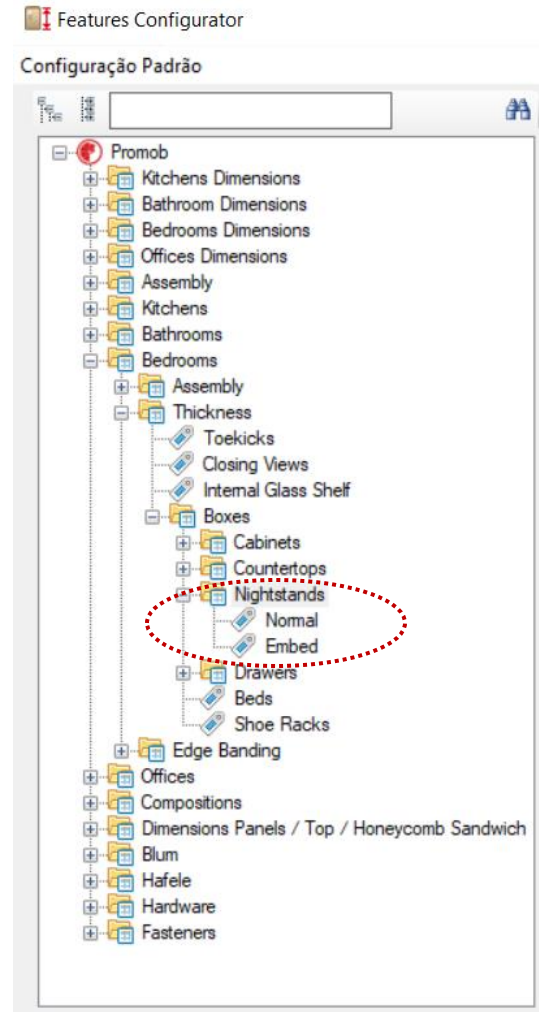 Features Configurator
Configuração Padrão
Promob
Kitchens Dimensions
Bathroom Dimensions
Bedrooms Dimensions
Offices Dimensions
Assembly
Kitchens
Bathrooms
Bedrooms
Assembly
Thickness
Toekicks
Closing Views
Internal Glass Shelf
Boxes
Cabinets
Countertops
Nightstands
Normal
Embed
Drawers
Beds
Shoe Racks
Edge Banding
Offices
Compositions
Dimensions Panels / Top / Honeycomb Sandwich
Blum
Hafele
Hardware
Fasteners